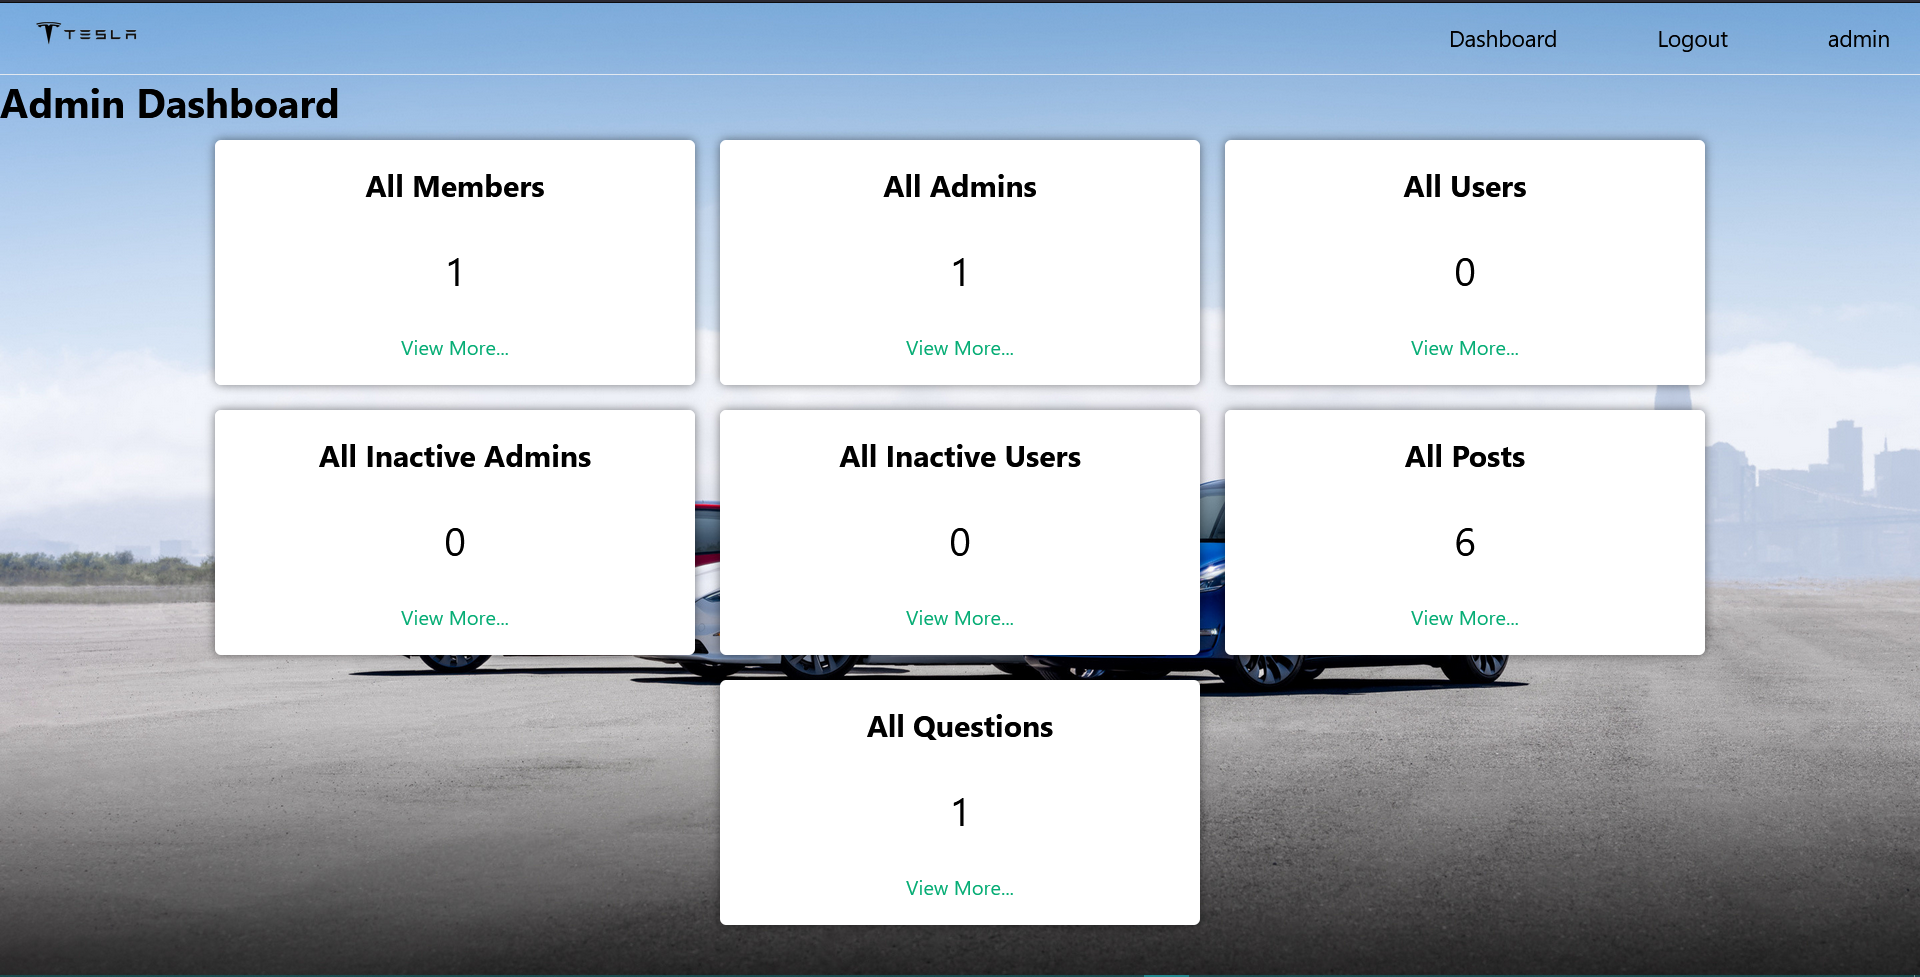 TESLA
Dashboard
Logout
admin
Admin Dashboard
All Members
1
View More...
All Admins
1
View More...
All Users
0
View More...
All Inactive Admins
0
View More...
All Inactive Users
0
View More...
All Posts
6
View More...
All Questions
1
View More...